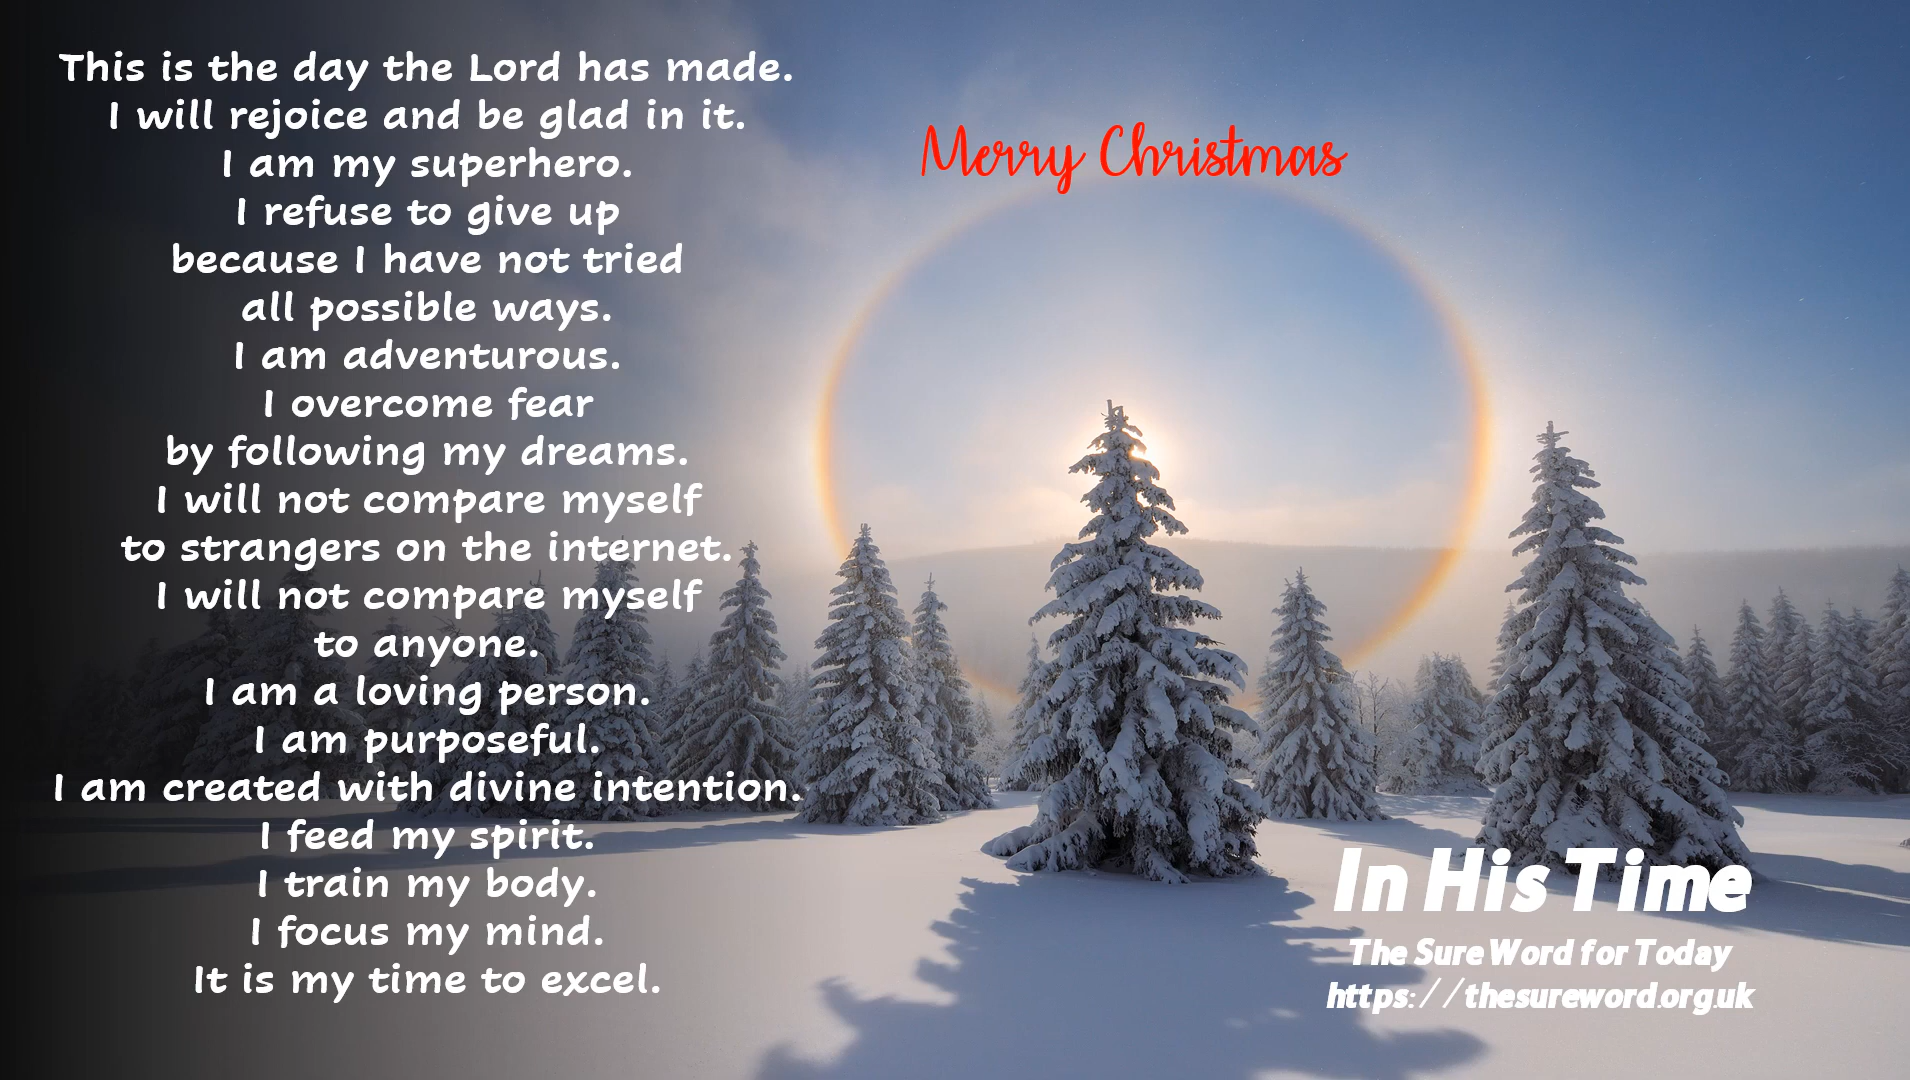 This is the day the Lord has made.
I will rejoice and be glad in it.
I am my superhero.
I refuse to give up
because I have not tried
all possible ways.
I am adventurous.
I overcome fear
by following my dreams.
I will not compare myself
to strangers on the internet.
I will not compare myself
to anyone.
I am a loving person.
I am purposeful.
I am created with divine intention.
I feed my spirit.
I train my body.
I focus my mind.
It is my time to excel.
Merry Christmas
In His Time
The Sure Word for Today
https://thesureword.org.uk